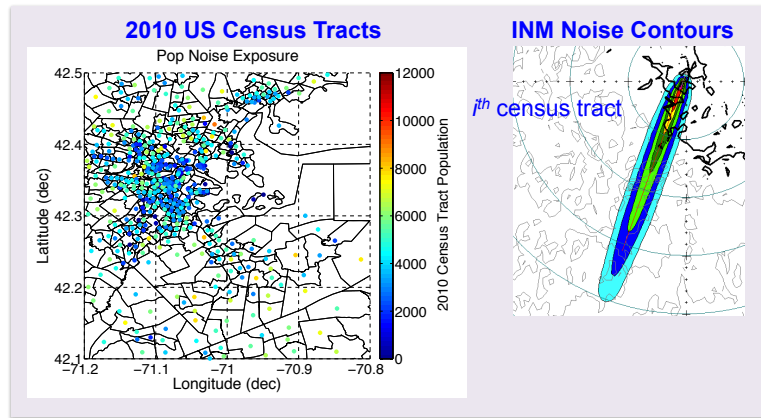 2010 US Census Tracts
INM Noise Contours
Pop Noise Exposure
42.5
42.4
42.3
42.2
42.1
Latitude (dec)
−71.2
−71.1
−71
−70.9
−70.8
Longitude (dec)
12000
10000
8000
6000
4000
2000
0
2010 Census Tract Population
ith census tract